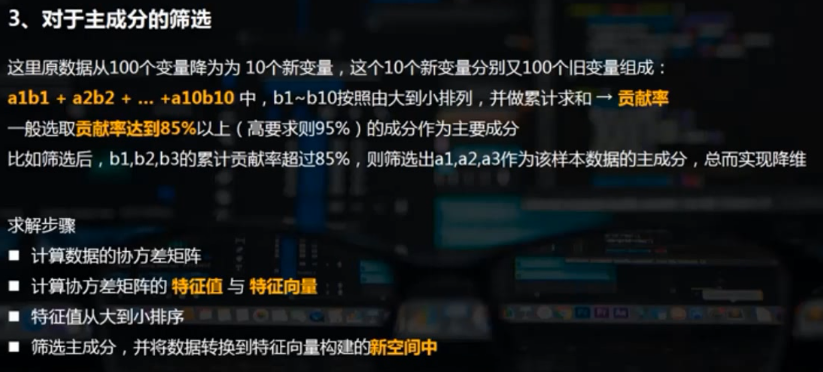 3、对于主成分的筛选
这里原数据从100个变量降为为 10个新变量，这个10个新变量分别又100个旧变量组成：
a1b1 + a2b2 + ... +a10b10 中，b1~b10按照由大到小排列，并做累计求和 → 贡献率
一般选取贡献率达到85%以上（高要求则95%）的成分作为主要成分
比如筛选后，b1,b2,b3的累计贡献率超过85%，则筛选出a1,a2,a3作为该样本数据的主成分，总而实现降维
求解步骤
■ 计算数据的协方差矩阵
■ 计算协方差矩阵的 特征值 与 特征向量
■ 特征值从大到小排序
■ 筛选主成分，并将数据转换到特征向量构建的新空间中